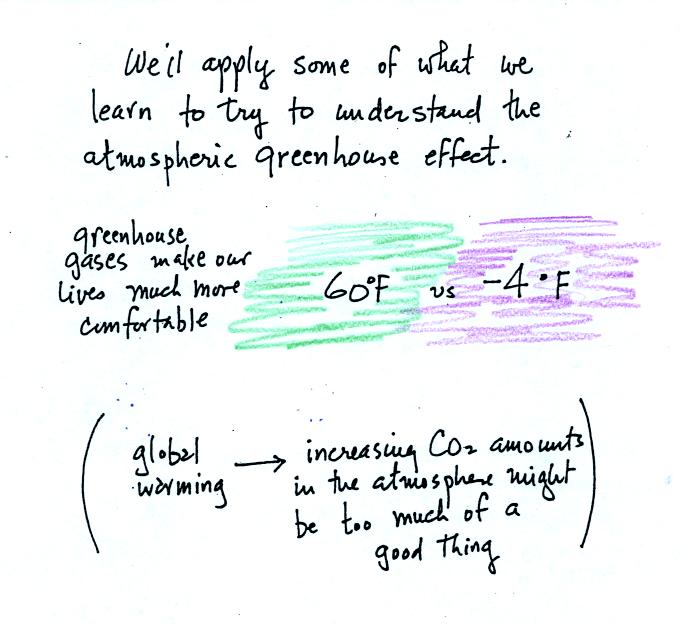 We'll apply some of what we
learn to try to understand the
atmospheric greenhouse effect.
greenhouse
gases make our
lives much more
comfortable
60°F vs -4°F
global
warming
→ increasing CO₂ amounts
in the atmosphere might
be too much of a
good thing